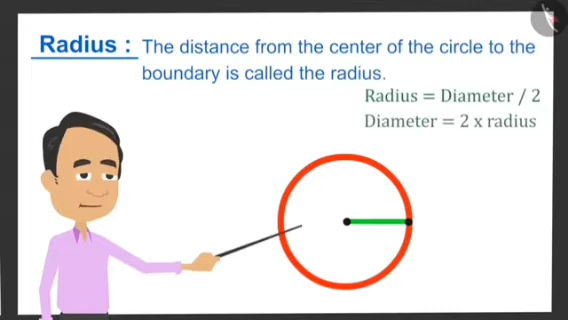 Radius : The distance from the center of the circle to the
boundary is called the radius.
Radius = Diameter / 2
Diameter = 2 x radius